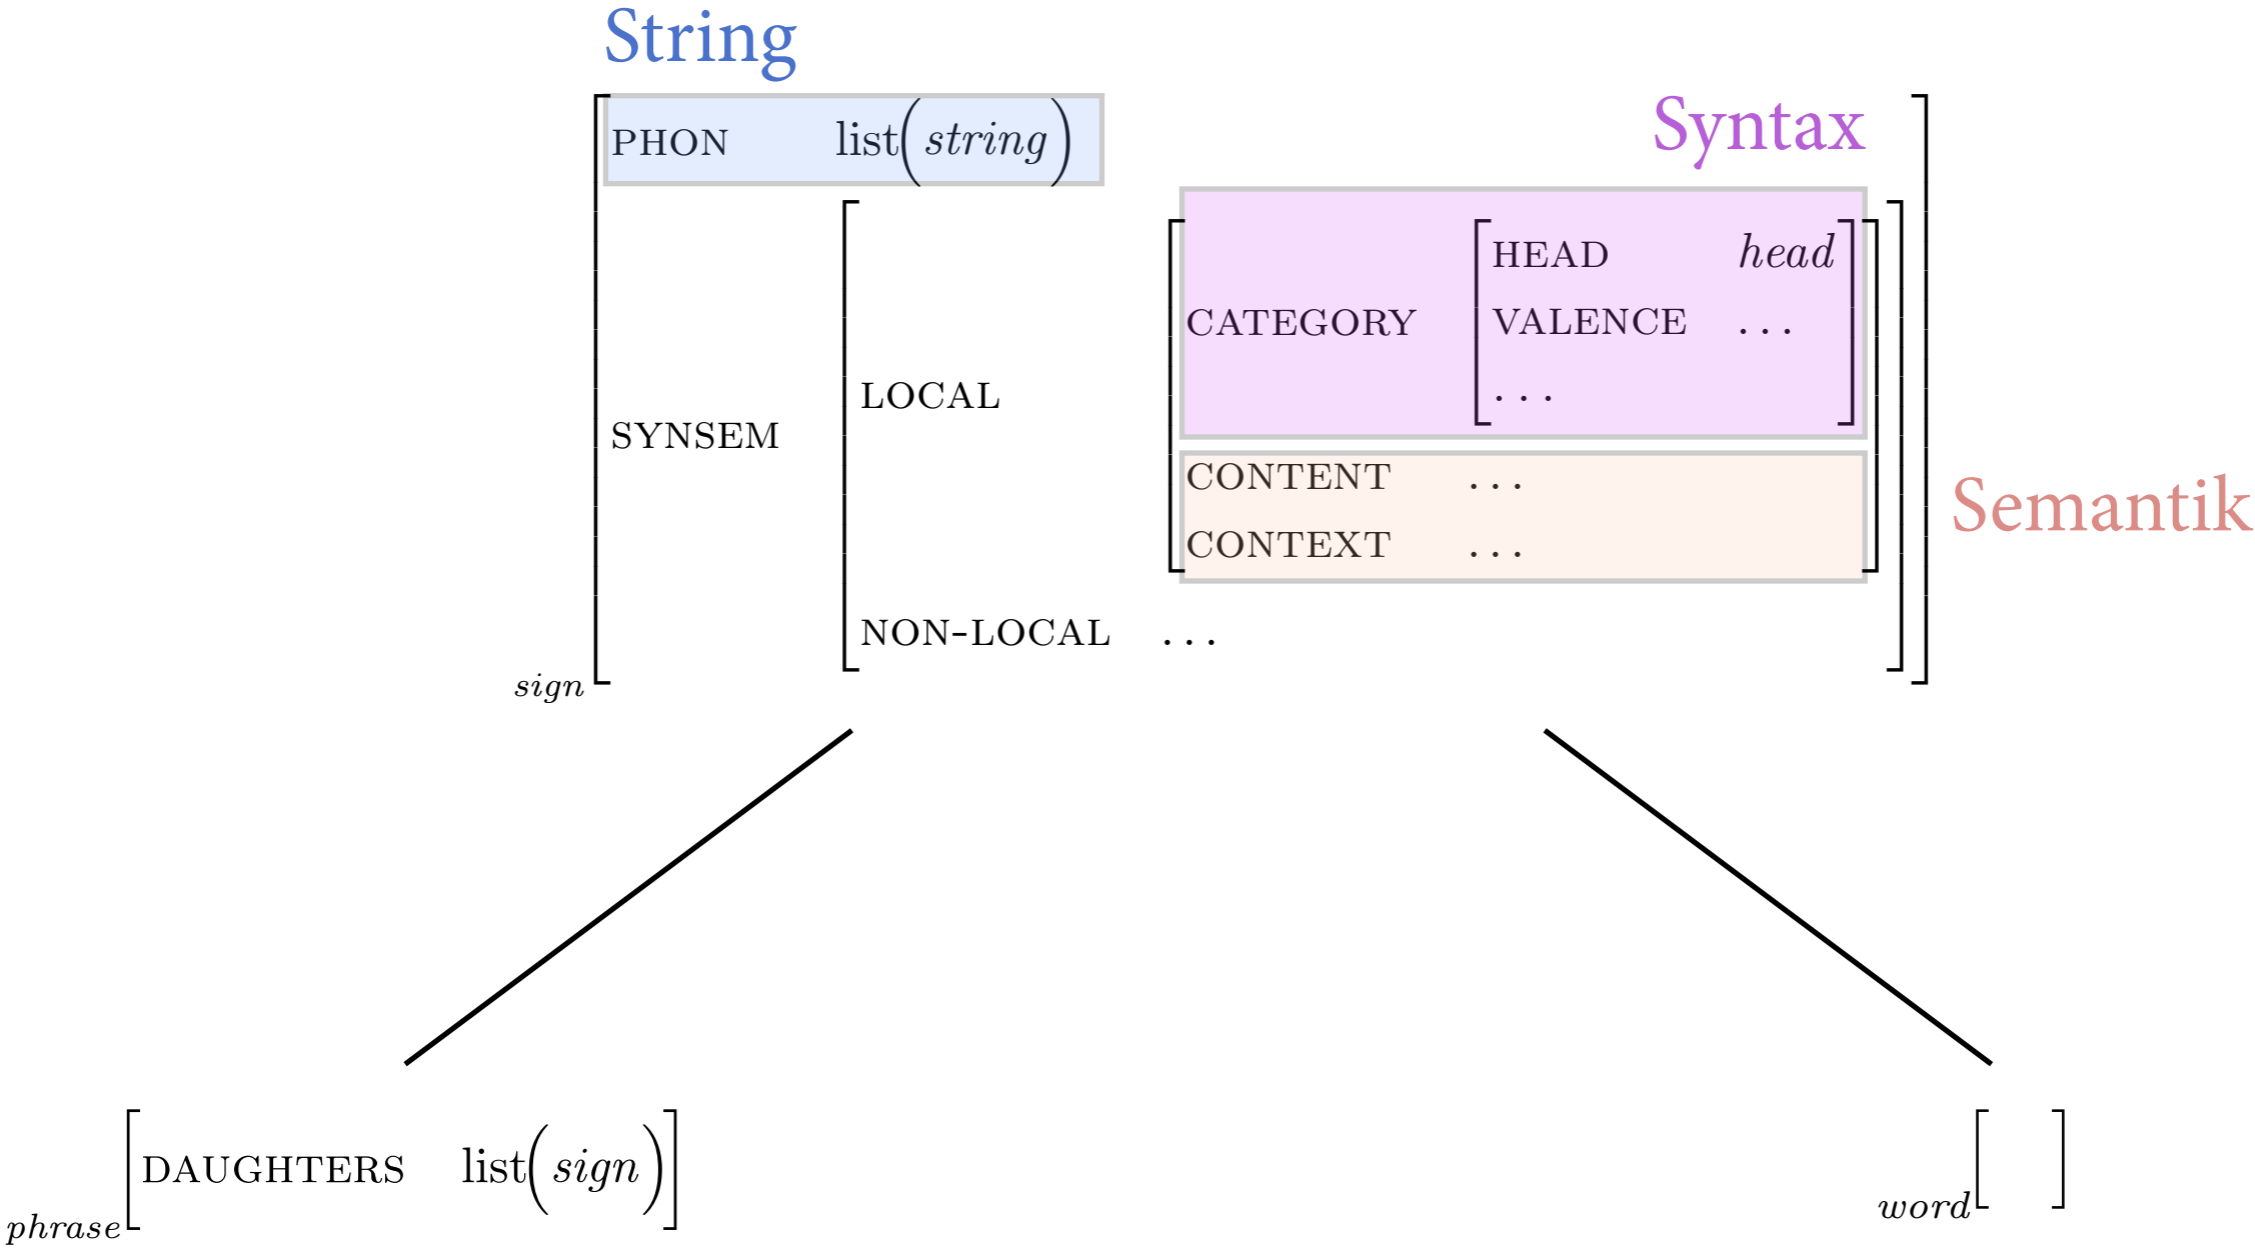 String
PHON list(string)
Syntax
HEAD head
CATEGORY VALENCE ...
...
LOCAL
SYNSEM
CONTENT ...
Semantik
CONTEXT ...
NON-LOCAL ...
sign
DAUGHTERS list(sign)
phrase
word